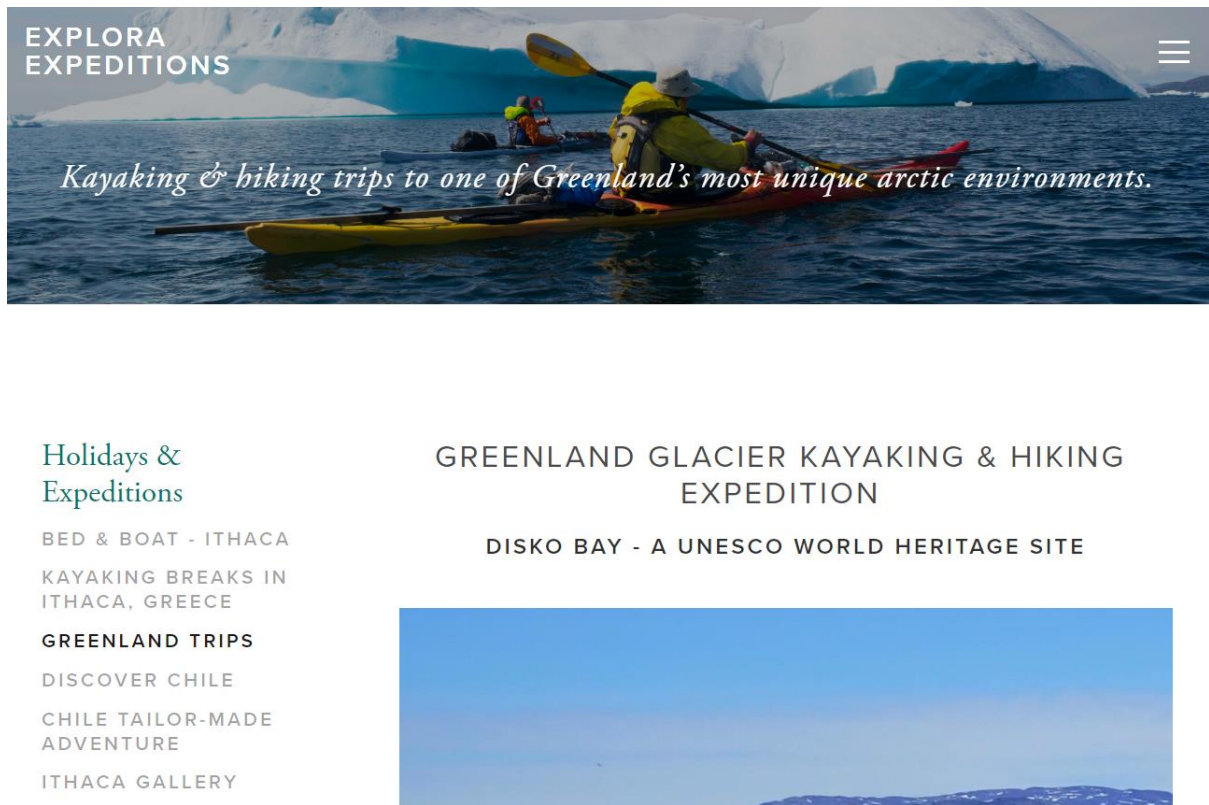 EXPLORA
EXPEDITIONS
Kayaking & hiking trips to one of Greenland's most unique arctic environments.
Holidays &
Expeditions
BED & BOAT - ITHACA
KAYAKING BREAKS IN
ITHACA, GREECE
GREENLAND TRIPS
DISCOVER CHILE
CHILE TAILOR-MADE
ADVENTURE
ITHACA GALLERY
GREENLAND GLACIER KAYAKING & HIKING
EXPEDITION
DISKO BAY - A UNESCO WORLD HERITAGE SITE